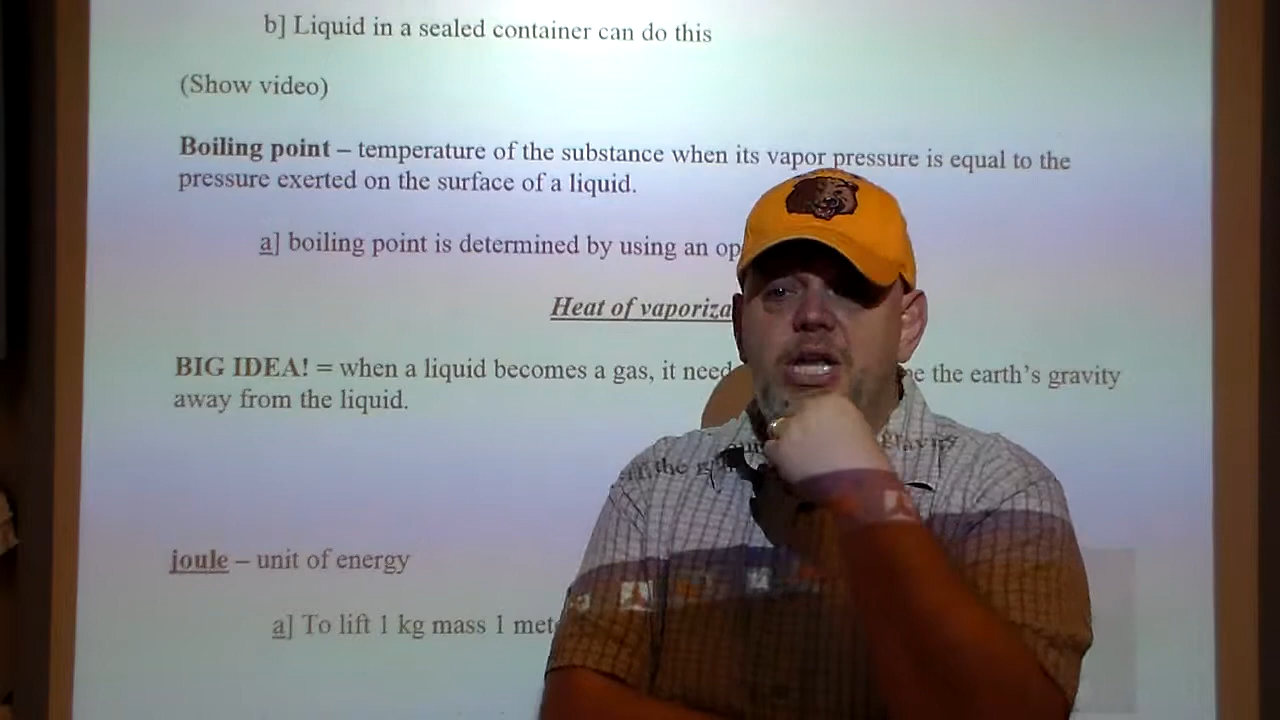 b] Liquid in a sealed container can do this
(Show video)
Boiling point – temperature of the substance when its vapor pressure is equal to the
pressure exerted on the surface of a liquid.
a] boiling point is determined by using an op
Heat of vaporiza
BIG IDEA! = when a liquid becomes a gas, it need the earth's gravity
away from the liquid.
joule – unit of energy
a] To lift 1 kg mass 1 met